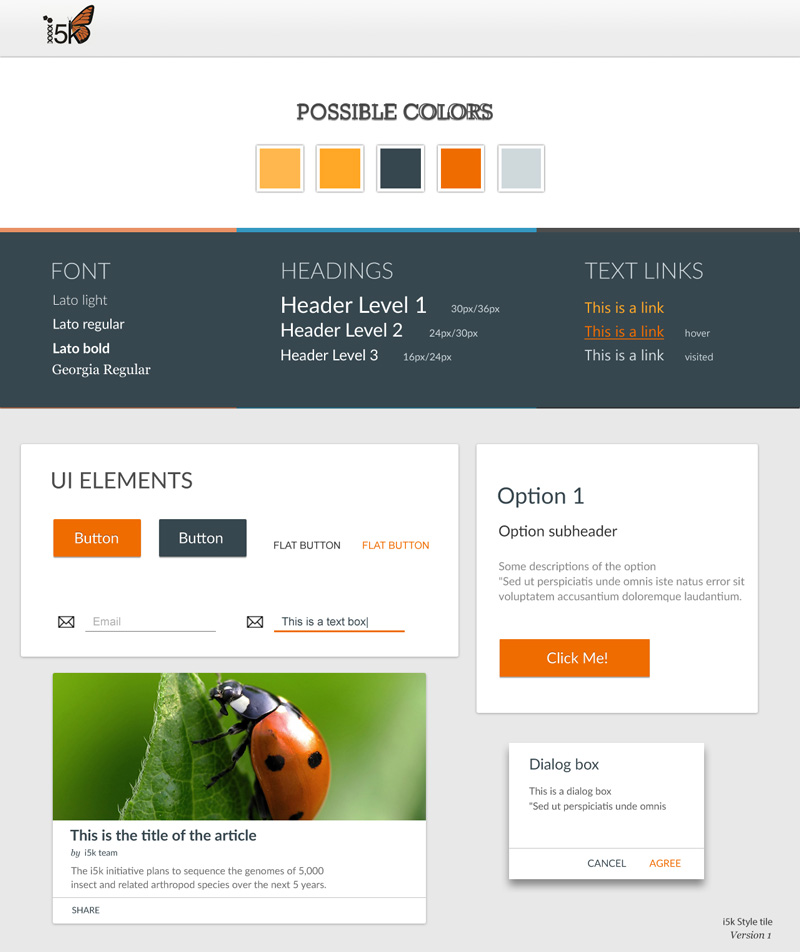 i5k
POSSIBLE COLORS
FONT
Lato light
Lato regular
Lato bold
Georgia Regular
HEADINGS
Header Level 1 30px/36px
Header Level 2 24px/30px
Header Level 3 16px/24px
TEXT LINKS
This is a link
This is a link hover
This is a link visited
UI ELEMENTS
Button Button FLAT BUTTON FLAT BUTTON
Email This is a text box|
Option 1
Option subheader
Some descriptions of the option
"Sed ut perspiciatis unde omnis iste natus error sit
voluptatem accusantium doloremque laudantium.
Click Me!
This is the title of the article
by i5k team
The i5k initiative plans to sequence the genomes of 5,000
insect and related arthropod species over the next 5 years.
SHARE
Dialog box
This is a dialog box
"Sed ut perspiciatis unde omnis
CANCEL AGREE
i5k Style tile
Version 1